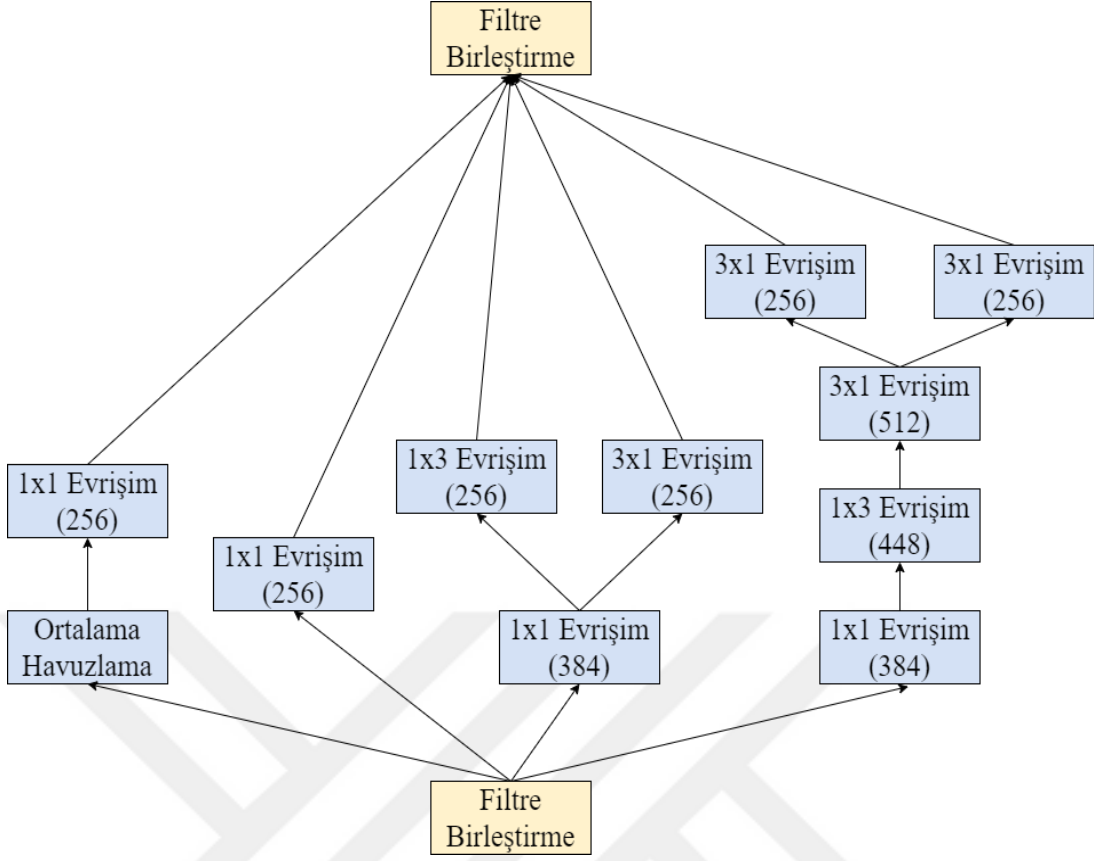 Filtre
Birleştirme
3x1 Evrişim
(256)
3x1 Evrişim
(256)
3x1 Evrişim
(512)
1x3 Evrişim
(256)
3x1 Evrişim
(256)
1x1 Evrişim
(256)
1x3 Evrişim
(448)
1x1 Evrişim
(256)
Ortalama
Havuzlama
1x1 Evrişim
(384)
1x1 Evrişim
(384)
Filtre
Birleştirme